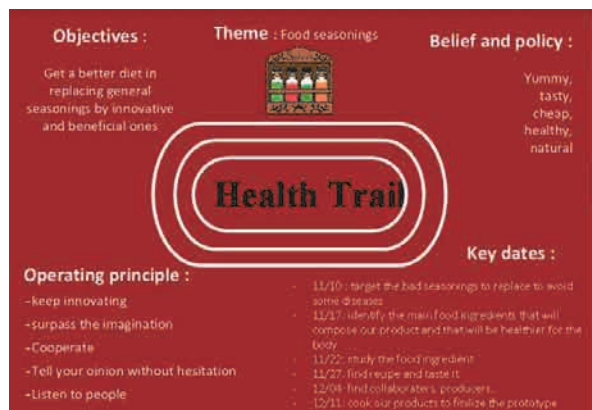 Objectives :
Get a better diet in
replacing general
seasonings by innovative
and beneficial ones
Theme : Food seasonings
Belief and policy :
Yummy,
tasty,
cheap,
healthy,
natural
Health Trail
Operating principle :
-keep innovating
-surpass the imagination
-Cooperate
-Tell your oinion without hesitation
-Listen to people
Key dates :
- 11/10 : target the bad seasonings to replace to avoid
some diseases
- 11/17: identify the main food ingredients that will
compose our product and that will be healthier for the
body
- 11/22: study the food ingredient
- 11/27: find recipe and taste it
- 12/04: find collaboraters, producers...
- 12/11: cook our products to finalize the prototype